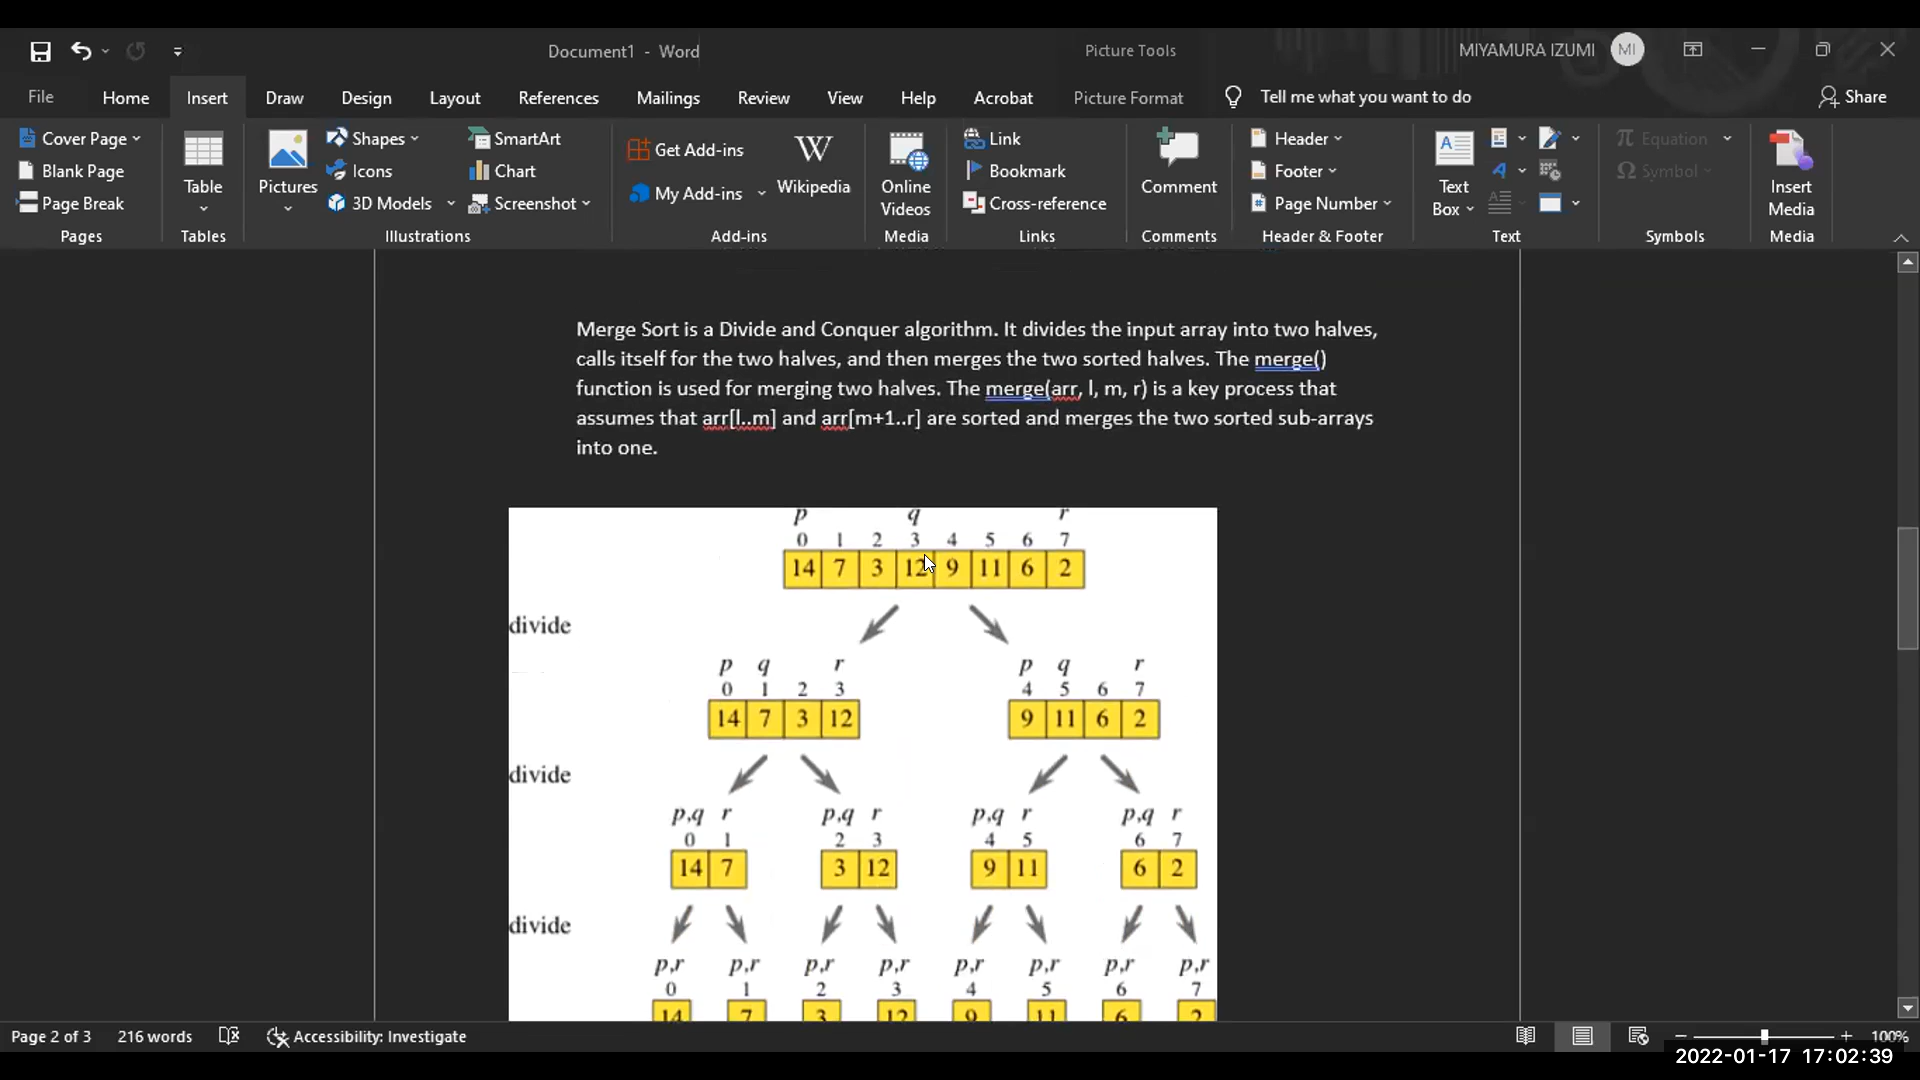 Document1 - Word
Picture Tools
MIYAMURA IZUMI
MI
File
Home
Insert
Draw
Design
Layout
References
Mailings
Review
View
Help
Acrobat
Picture Format
Tell me what you want to do
Share
Cover Page
Blank Page
Page Break
Pages
Table
Tables
Pictures
Shapes
Icons
3D Models
SmartArt
Chart
Screenshot
Illustrations
Get Add-ins
My Add-ins
W
Wikipedia
Add-ins
Online
Videos
Media
Link
Bookmark
Cross-reference
Links
Comment
Comments
Header
Footer
Page Number
Header & Footer
Text
Box
Text
Equation
Symbol
Symbols
Insert
Media
Media
Merge Sort is a Divide and Conquer algorithm. It divides the input array into two halves,
calls itself for the two halves, and then merges the two sorted halves. The merge()
function is used for merging two halves. The merge(arr, l, m, r) is a key process that
assumes that arr[l..m] and arr[m+1..r] are sorted and merges the two sorted sub-arrays
into one.
p q r
0 1 2 3 4 5 6 7
14 7 3 12 9 11 6 2
divide
p q r p q r
0 1 2 3 4 5 6 7
14 7 3 12 9 11 6 2
divide
p,q r p,q r p,q r p,q r
0 1 2 3 4 5 6 7
14 7 3 12 9 11 6 2
divide
p,r p,r p,r p,r p,r p,r p,r p,r
0 1 2 3 4 5 6 7
14 7 3 12 9 11 6 2
Page 2 of 3
216 words
Accessibility: Investigate
100%
2022-01-17 17:02:39